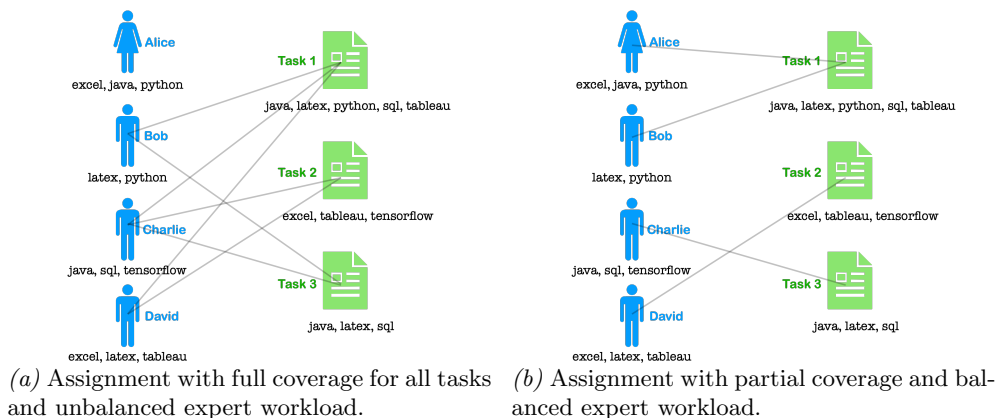 Alice
excel, java, python
Task 1
java, latex, python, sql, tableau
Bob
latex, python
Task 2
excel, tableau, tensorflow
Charlie
java, sql, tensorflow
Task 3
java, latex, sql
David
excel, latex, tableau
(a) Assignment with full coverage for all tasks
and unbalanced expert workload.
Alice
excel, java, python
Task 1
java, latex, python, sql, tableau
Bob
latex, python
Task 2
excel, tableau, tensorflow
Charlie
java, sql, tensorflow
Task 3
java, latex, sql
David
excel, latex, tableau
(b) Assignment with partial coverage and bal-
anced expert workload.